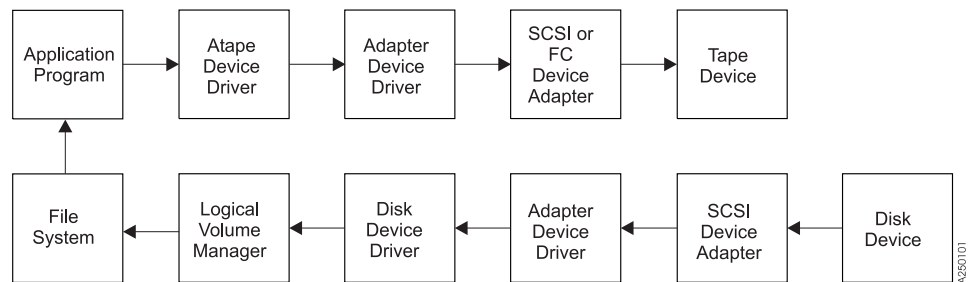 Application
Program
Atape
Device
Driver
Adapter
Device
Driver
SCSI or
FC
Device
Adapter
Tape
Device
File
System
Logical
Volume
Manager
Disk
Device
Driver
Adapter
Device
Driver
SCSI
Device
Adapter
Disk
Device
A250101